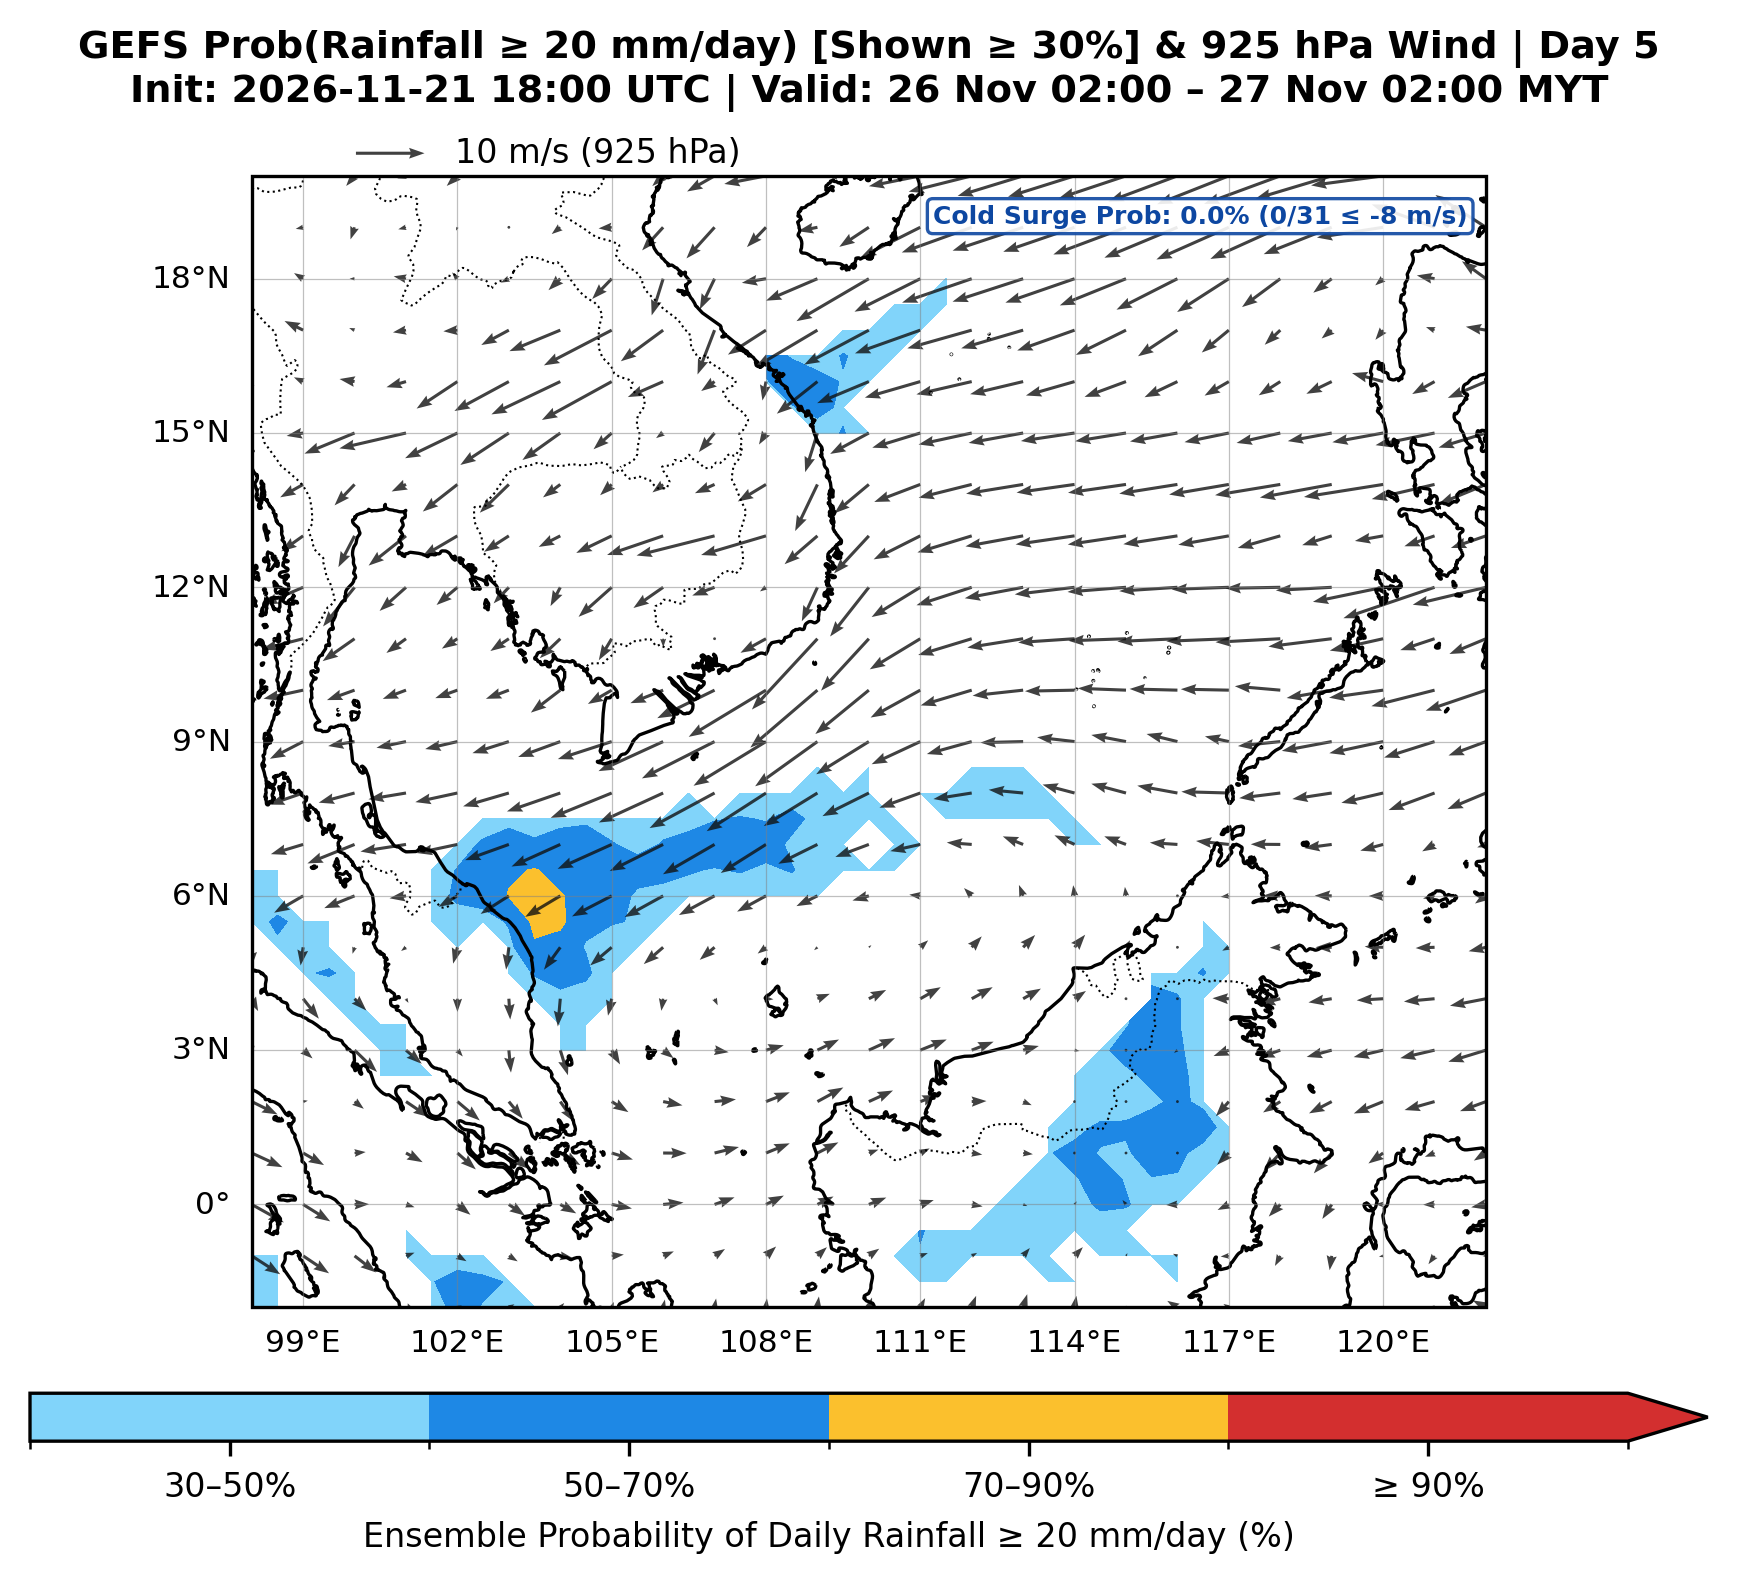 GEFS Prob(Rainfall ≥ 20 mm/day) [Shown ≥ 30%] & 925 hPa Wind | Day 5
Init: 2026-11-21 18:00 UTC | Valid: 26 Nov 02:00 – 27 Nov 02:00 MYT
10 m/s (925 hPa)
Cold Surge Prob: 0.0% (0/31 ≤ -8 m/s)
18°N
15°N
12°N
9°N
6°N
3°N
0°
99°E 102°E 105°E 108°E 111°E 114°E 117°E 120°E
30–50% 50–70% 70–90% ≥ 90%
Ensemble Probability of Daily Rainfall ≥ 20 mm/day (%)